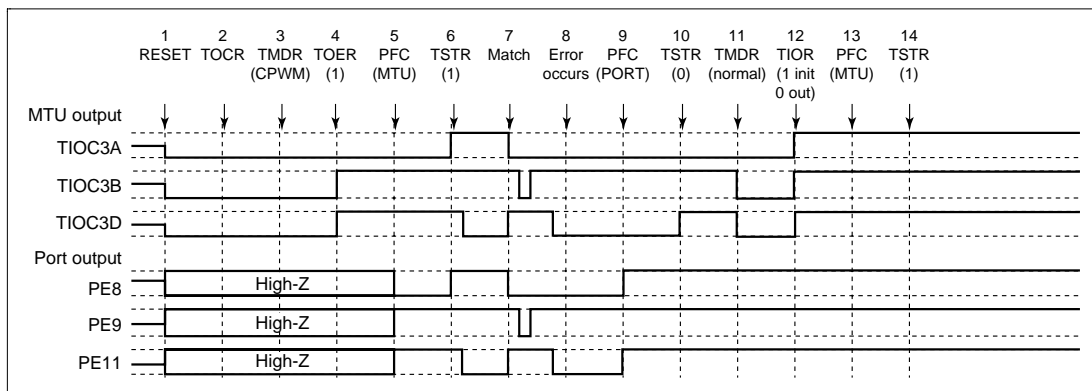 1 2 3 4 5 6 7 8 9 10 11 12 13 14
RESET TOCR TMDR TOER PFC TSTR Match Error PFC TSTR TMDR TIOR PFC TSTR
(CPWM) (1) (MTU) (1) occurs (PORT) (0) (normal) (1 init (MTU) (1)
0 out)
MTU output
TIOC3A
TIOC3B
TIOC3D
Port output
PE8 High-Z
PE9 High-Z
PE11 High-Z